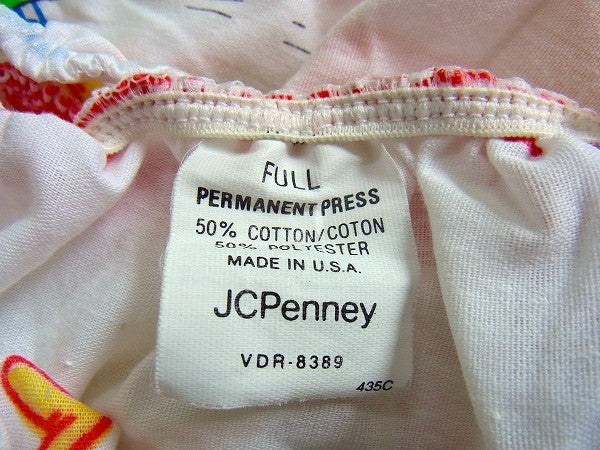 FULL
PERMANENT PRESS
50% COTTON/COTON
50% POLYESTER
MADE IN U.S.A.
JCPenney
VDR-8389
435C